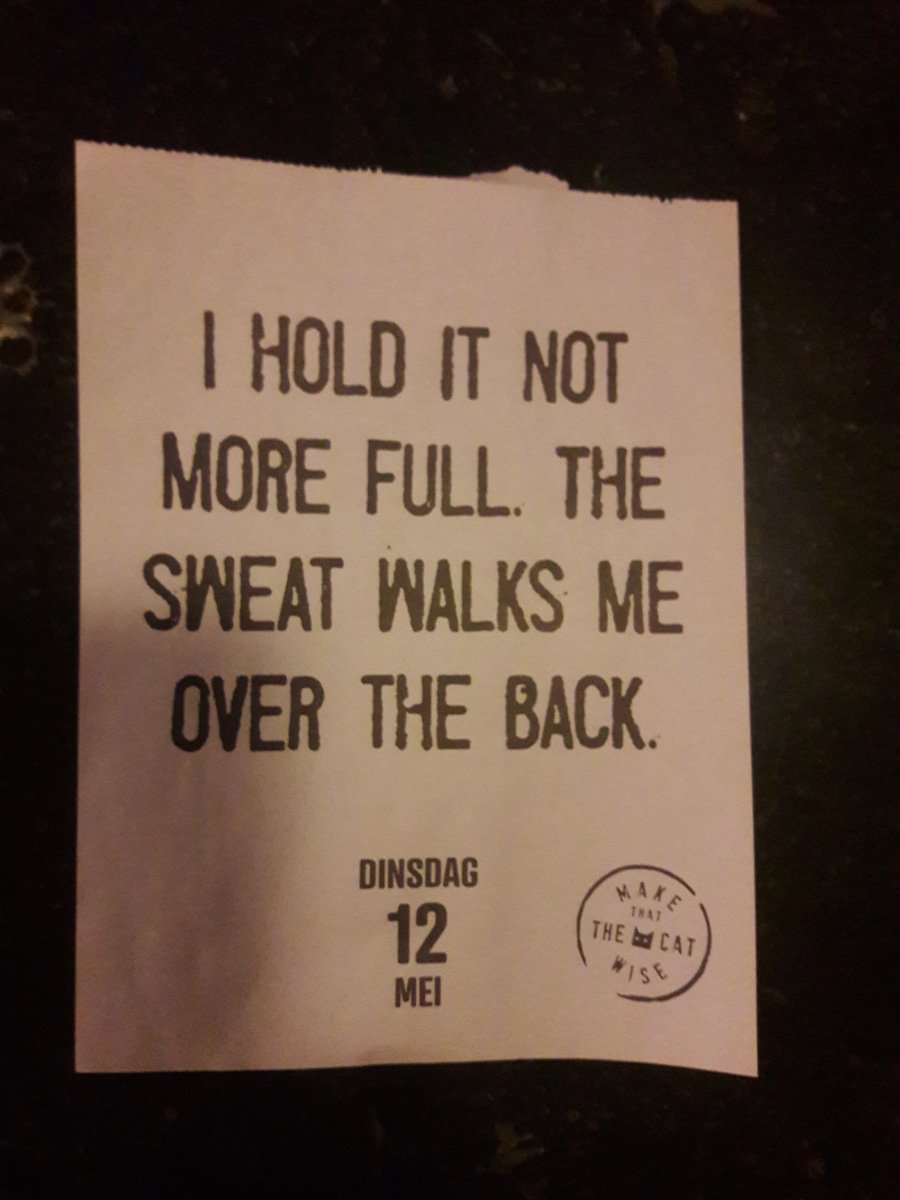 I HOLD IT NOT
MORE FULL. THE
SWEAT WALKS ME
OVER THE BACK.
DINSDAG
12
MEI
MAKE
THAT
THE CAT
WISE